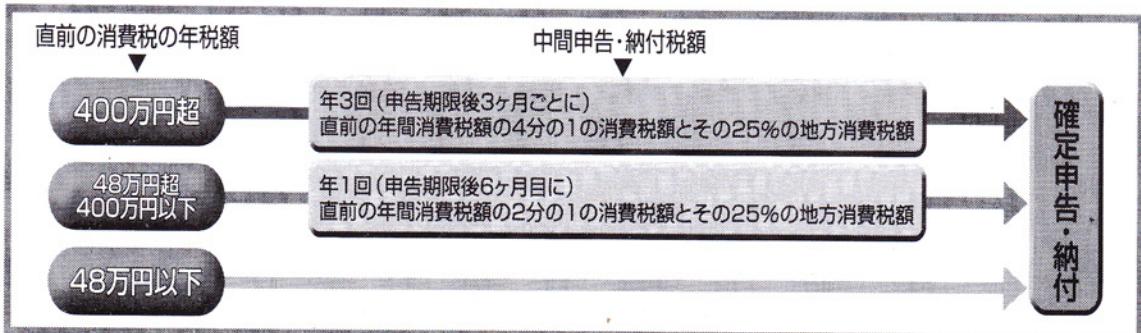 直前の消費税の年税額
▼
中間申告・納付税額
▼
400万円超
年3回(申告期限後3ヶ月ごとに)
直前の年間消費税額の4分の1の消費税額とその25%の地方消費税額
48万円超
400万円以下
年1回(申告期限後6ヶ月目に)
直前の年間消費税額の2分の1の消費税額とその25%の地方消費税額
48万円以下
確定申告・納付